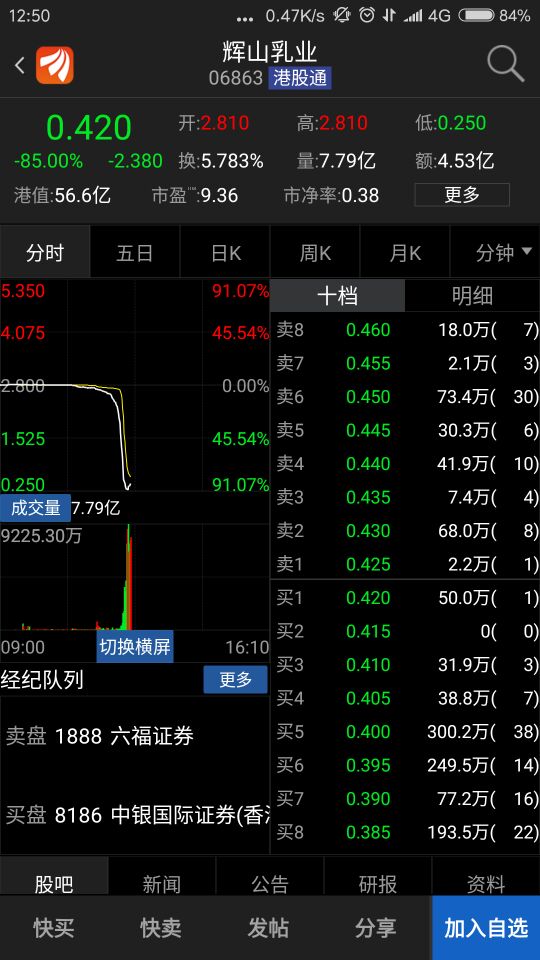 12:50 ... 0.47K/s 4G 84%
辉山乳业
06863 港股通
0.420 开:2.810 高:2.810 低:0.250
-85.00% -2.380 换:5.783% 量:7.79亿 额:4.53亿
港值:56.6亿 市盈:9.36 市净率:0.38 更多
分时 五日 日K 周K 月K 分钟
5.350 91.07%
4.075 45.54%
2.800 0.00%
1.525 45.54%
0.250 91.07%
成交量 7.79亿
9225.30万
09:00 切换横屏 16:10
经纪队列 更多
卖盘 1888 六福证券
买盘 8186 中银国际证券(香港
十档 明细
卖8 0.460 18.0万( 7)
卖7 0.455 2.1万( 3)
卖6 0.450 73.4万( 30)
卖5 0.445 30.3万( 6)
卖4 0.440 41.9万( 10)
卖3 0.435 7.4万( 4)
卖2 0.430 68.0万( 8)
卖1 0.425 2.2万( 1)
买1 0.420 50.0万( 1)
买2 0.415 0( 0)
买3 0.410 31.9万( 3)
买4 0.405 38.8万( 7)
买5 0.400 300.2万( 38)
买6 0.395 249.5万( 14)
买7 0.390 77.2万( 16)
买8 0.385 193.5万( 22)
股吧 新闻 公告 研报 资料
快买 快卖 发帖 分享 加入自选